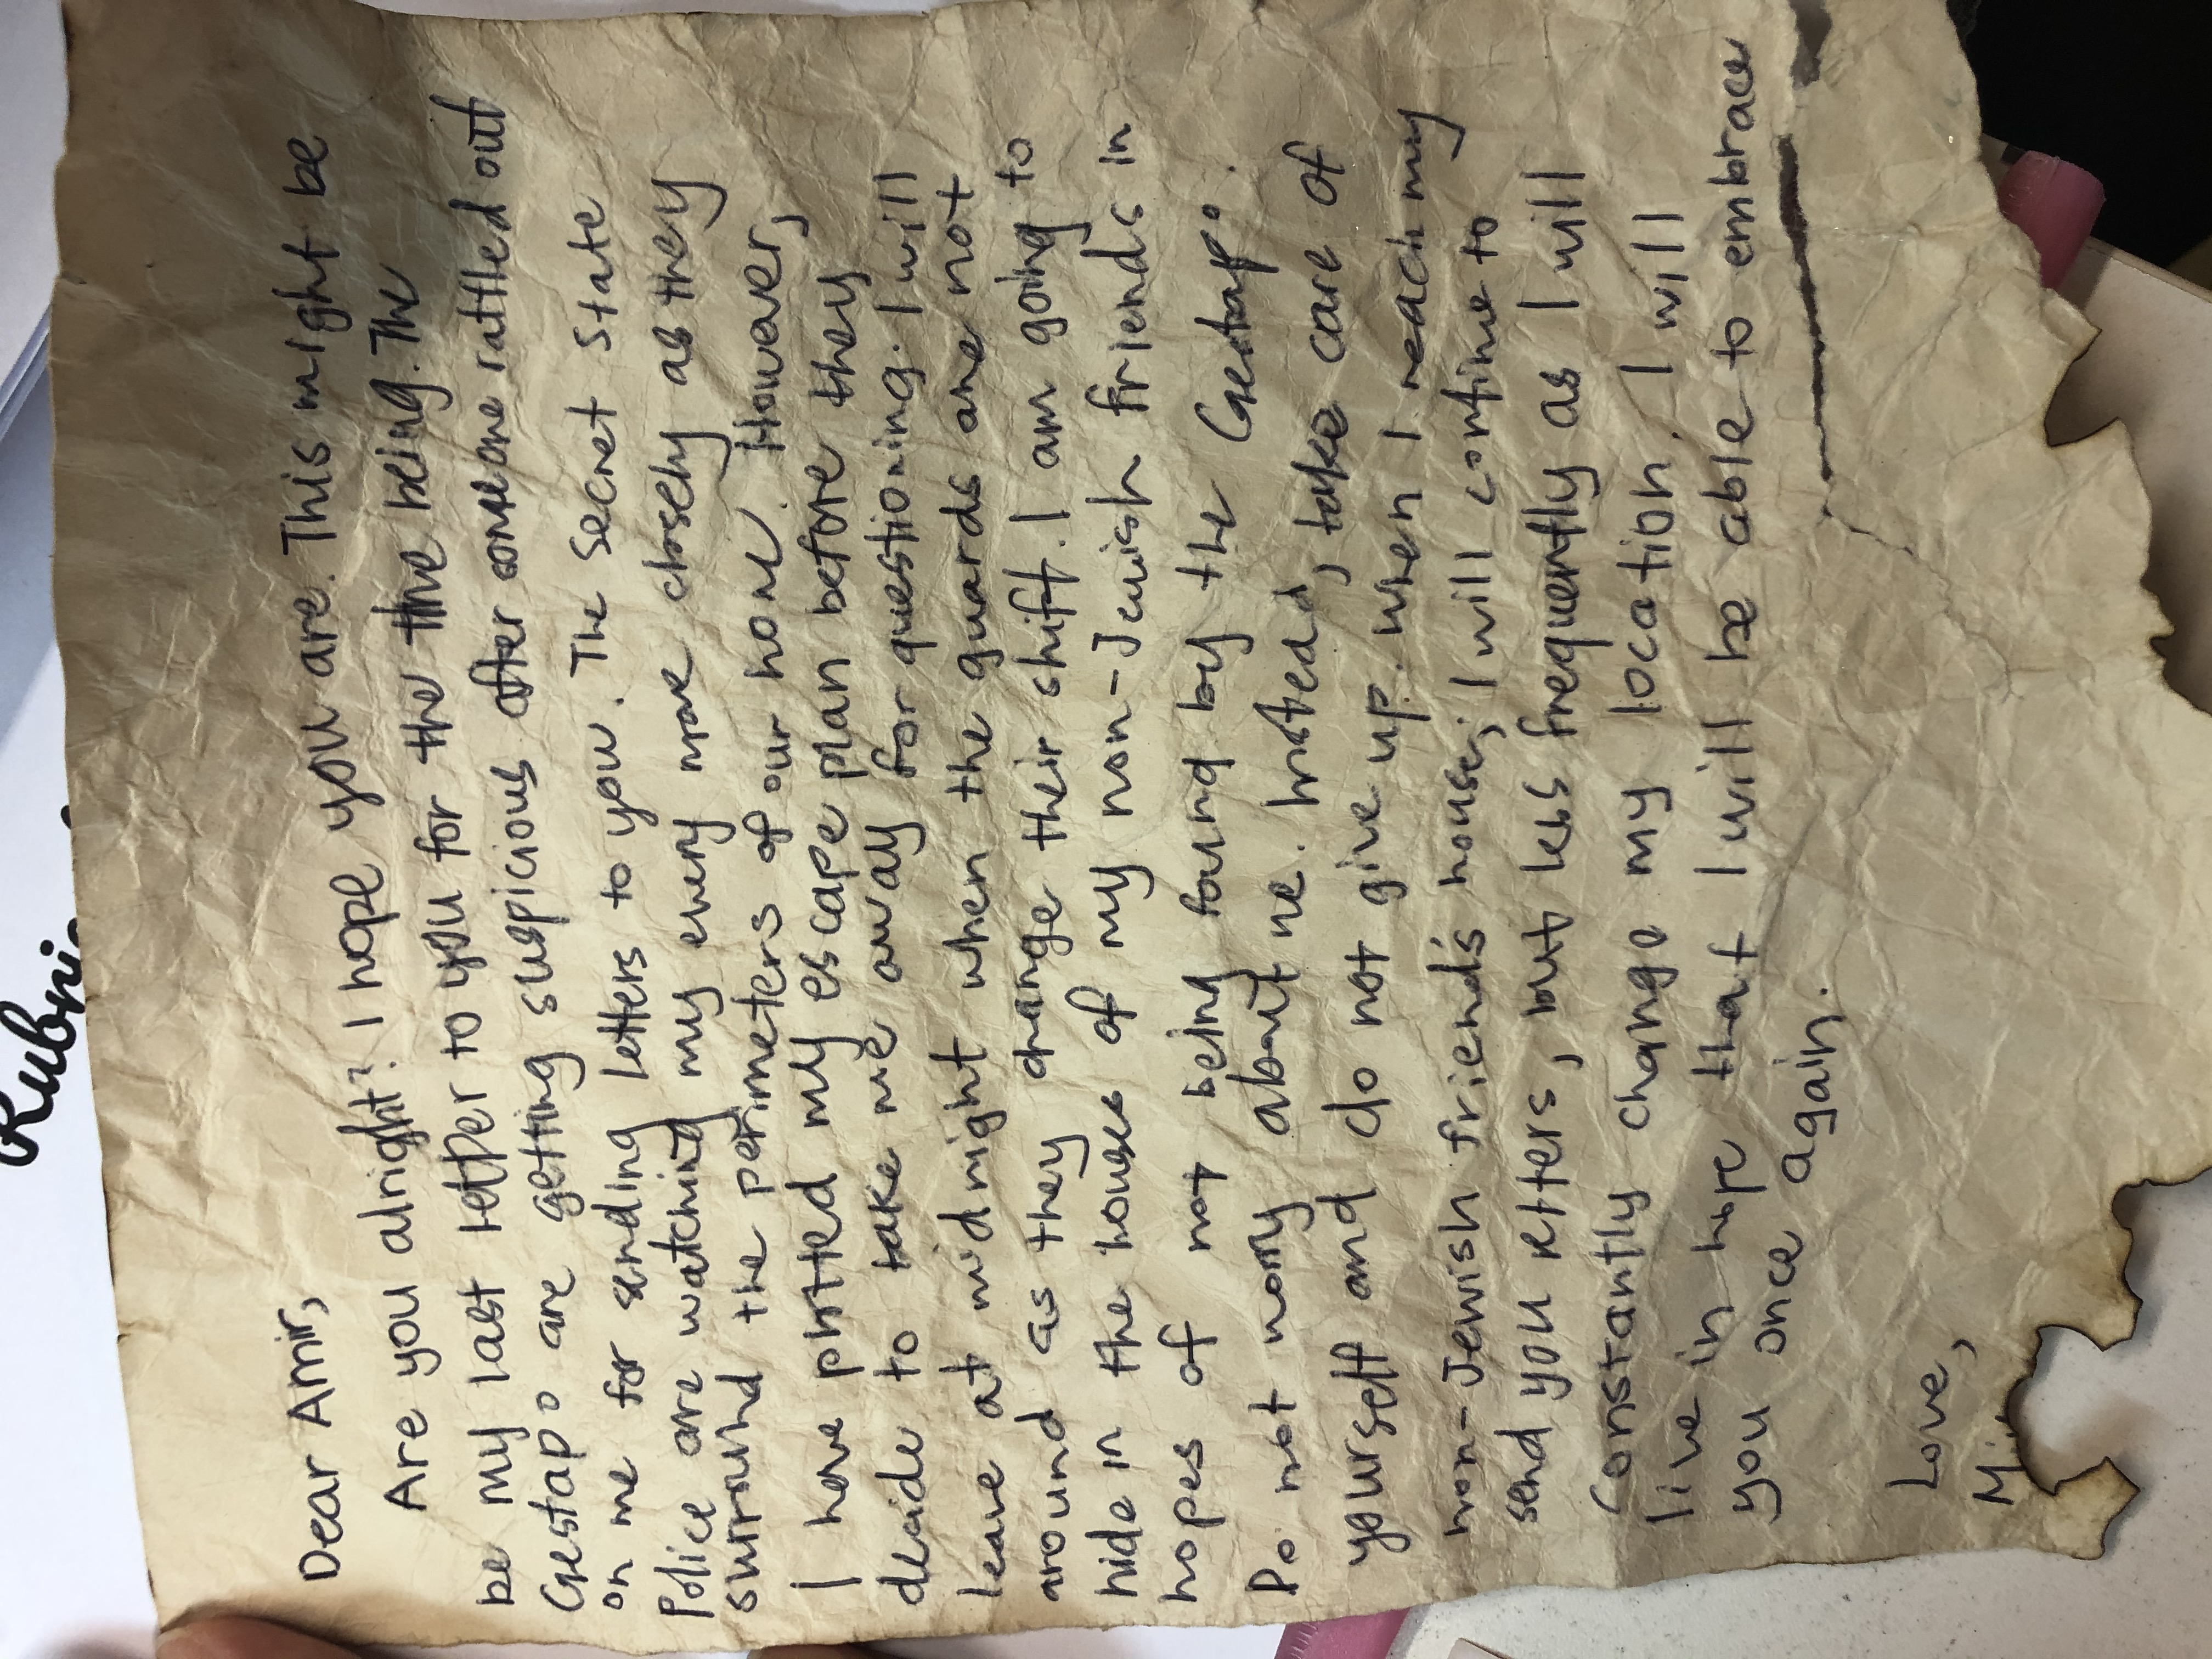 Rubric
Dear Amir,
Are you alright? I hope you are. This might be
be my last letter to you for the time being. The
Gestapo are getting suspicious after someone rattled out
on me for sending letters to you. The Secret State
Police are watching my every move closely as they
surround the perimeters of our home. However,
I have plotted my escape plan before they
decide to take me away for questioning. I will
leave at midnight when the guards are not
around as they change their shift. I am going to
hide in the houses of my non-Jewish friends in
hopes of not being found by the Gestapo.
Do not worry about me. Instead, take care of
yourself and do not give up. When I reach my
non-Jewish friend's house, I will continue to
send you letters, but less frequently as I will
constantly change my location. I will
live in hope that I will be able to embrace
you once again.
Love,